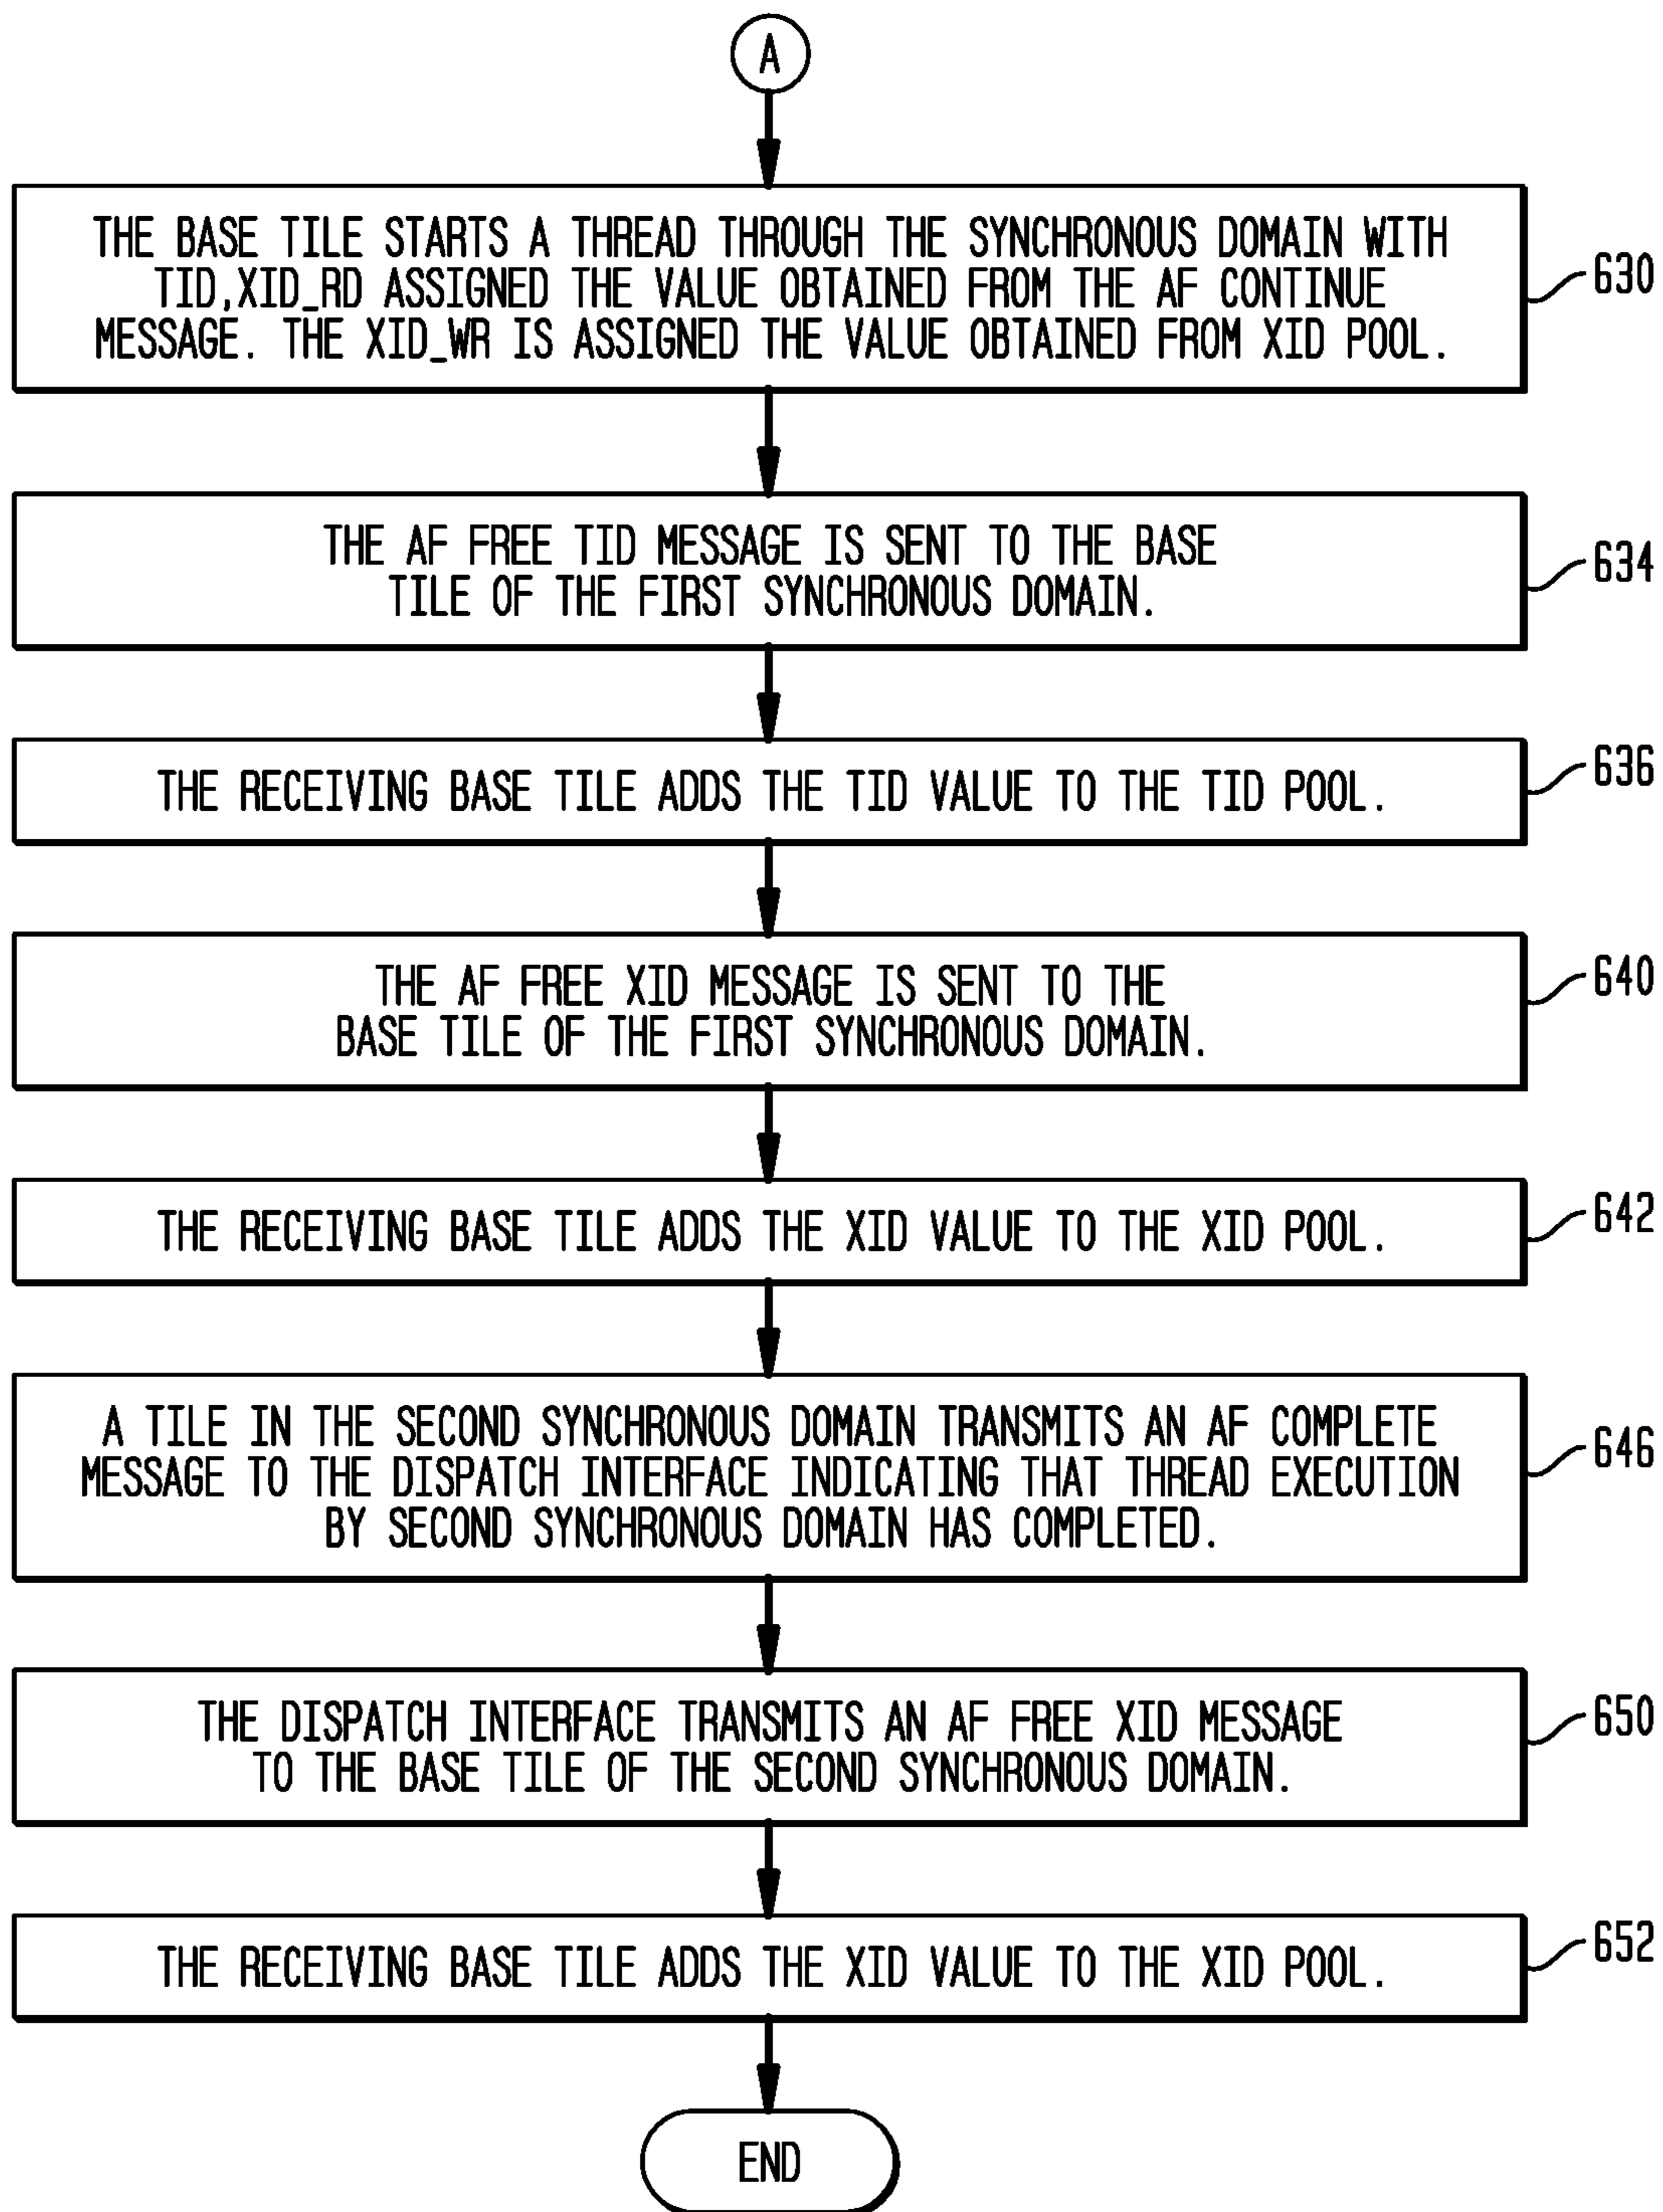 A
THE BASE TILE STARTS A THREAD THROUGH THE SYNCHRONOUS DOMAIN WITH
TID,XID_RD ASSIGNED THE VALUE OBTAINED FROM THE AF CONTINUE
MESSAGE. THE XID_WR IS ASSIGNED THE VALUE OBTAINED FROM XID POOL.
630
THE AF FREE TID MESSAGE IS SENT TO THE BASE
TILE OF THE FIRST SYNCHRONOUS DOMAIN.
634
THE RECEIVING BASE TILE ADDS THE TID VALUE TO THE TID POOL.
636
THE AF FREE XID MESSAGE IS SENT TO THE
BASE TILE OF THE FIRST SYNCHRONOUS DOMAIN.
640
THE RECEIVING BASE TILE ADDS THE XID VALUE TO THE XID POOL.
642
A TILE IN THE SECOND SYNCHRONOUS DOMAIN TRANSMITS AN AF COMPLETE
MESSAGE TO THE DISPATCH INTERFACE INDICATING THAT THREAD EXECUTION
BY SECOND SYNCHRONOUS DOMAIN HAS COMPLETED.
646
THE DISPATCH INTERFACE TRANSMITS AN AF FREE XID MESSAGE
TO THE BASE TILE OF THE SECOND SYNCHRONOUS DOMAIN.
650
THE RECEIVING BASE TILE ADDS THE XID VALUE TO THE XID POOL.
652
END